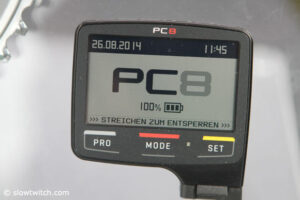 PC8
26.08.2014 11:45
PC8
100%
>>> STREICHEN ZUM ENTSPERREN >>>
PRO MODE SET
© slowtwitch.com